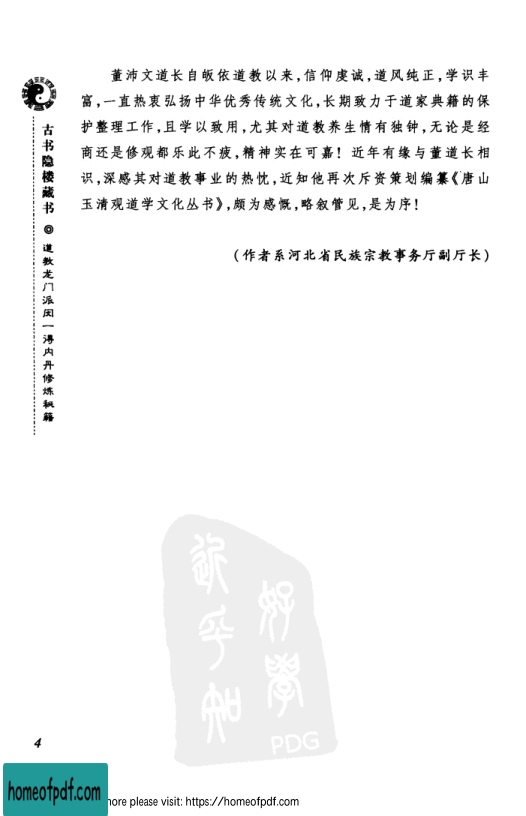 董沛文道长自皈依道教以来,信仰虔诚,道风纯正,学识丰
富,一直热衷弘扬中华优秀传统文化,长期致力于道家典籍的保
护整理工作,且学以致用,尤其对道教养生情有独钟,无论是经
商还是修观都乐此不疲,精神实在可嘉!近年有缘与董道长相
识,深感其对道教事业的热忱,近知他再次斥资策划编纂《唐山
玉清观道学文化丛书》,颇为感慨,略叙管见,是为序!
(作者系河北省民族宗教事务厅副厅长)
古书隐楼藏书◎道教龙门派闵一得内丹修炼秘籍
好學
近乎知
PDG
4
homeofpdf.com
more please visit: https://homeofpdf.com